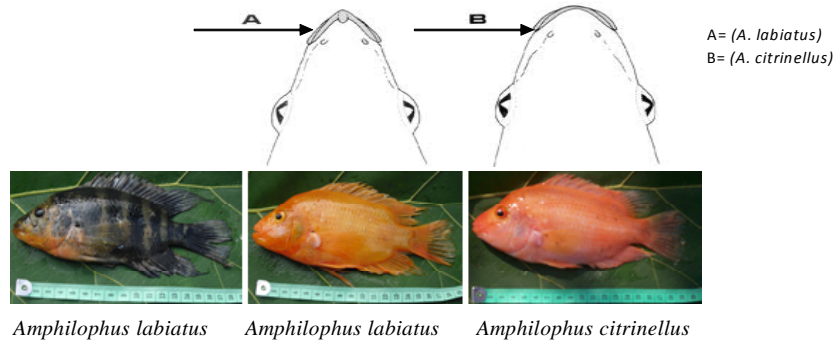 A
B
A= (A. labiatus)
B= (A. citrinellus)
Amphilophus labiatus
Amphilophus labiatus
Amphilophus citrinellus